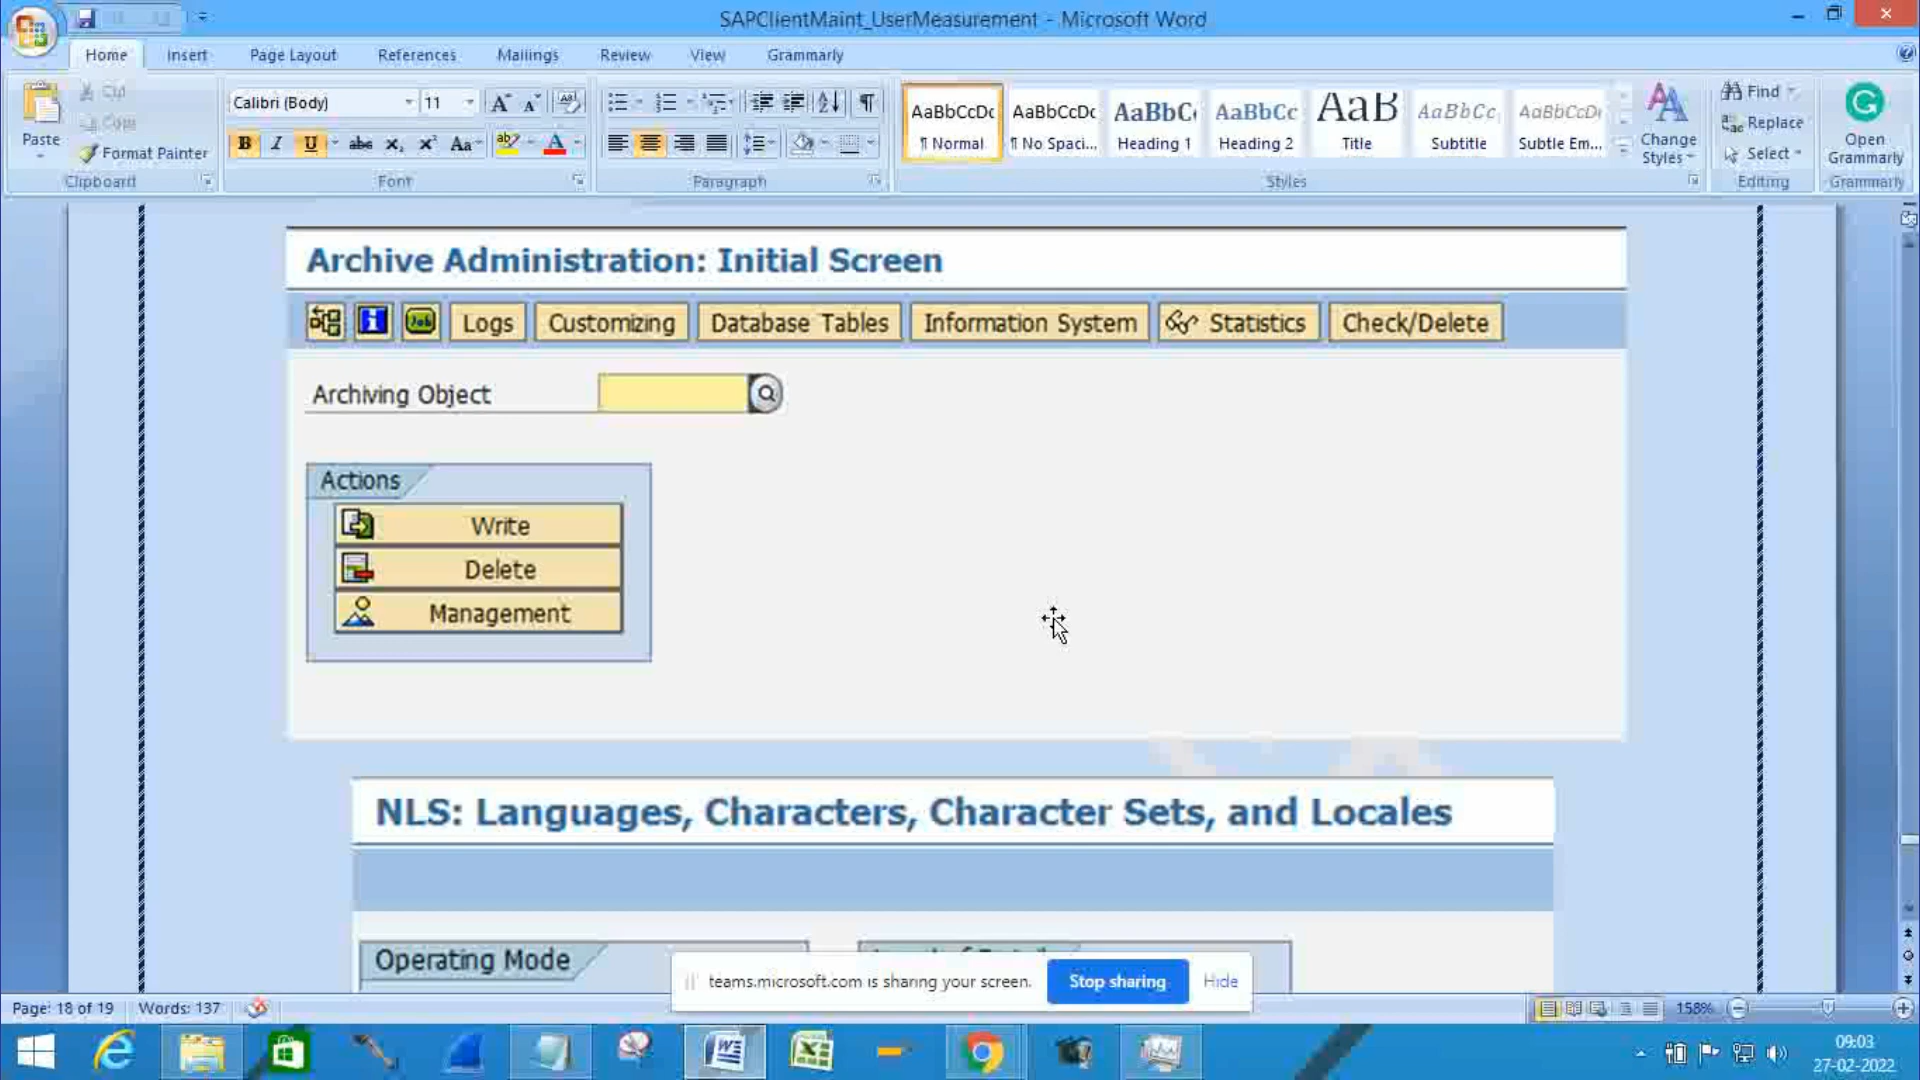 SAPClientMaint_UserMeasurement - Microsoft Word
Home Insert Page Layout References Mailings Review View Grammarly
Paste
Cut
Copy
Format Painter
Clipboard
Calibri (Body) 11
Font
Paragraph
AaBbCcDc AaBbCcDc AaBbC AaBbCc AaB AaBbCc. AaBbCcDi
¶ Normal ¶ No Spaci... Heading 1 Heading 2 Title Subtitle Subtle Em...
Change Styles
Styles
Find
Replace
Select
Editing
Open Grammarly
Grammarly
Archive Administration: Initial Screen
Job Logs Customizing Database Tables Information System Statistics Check/Delete
Archiving Object
Actions
Write
Delete
Management
NLS: Languages, Characters, Character Sets, and Locales
Operating Mode
teams.microsoft.com is sharing your screen. Stop sharing Hide
Page: 18 of 19 Words: 137 158%
09:03
27-02-2022